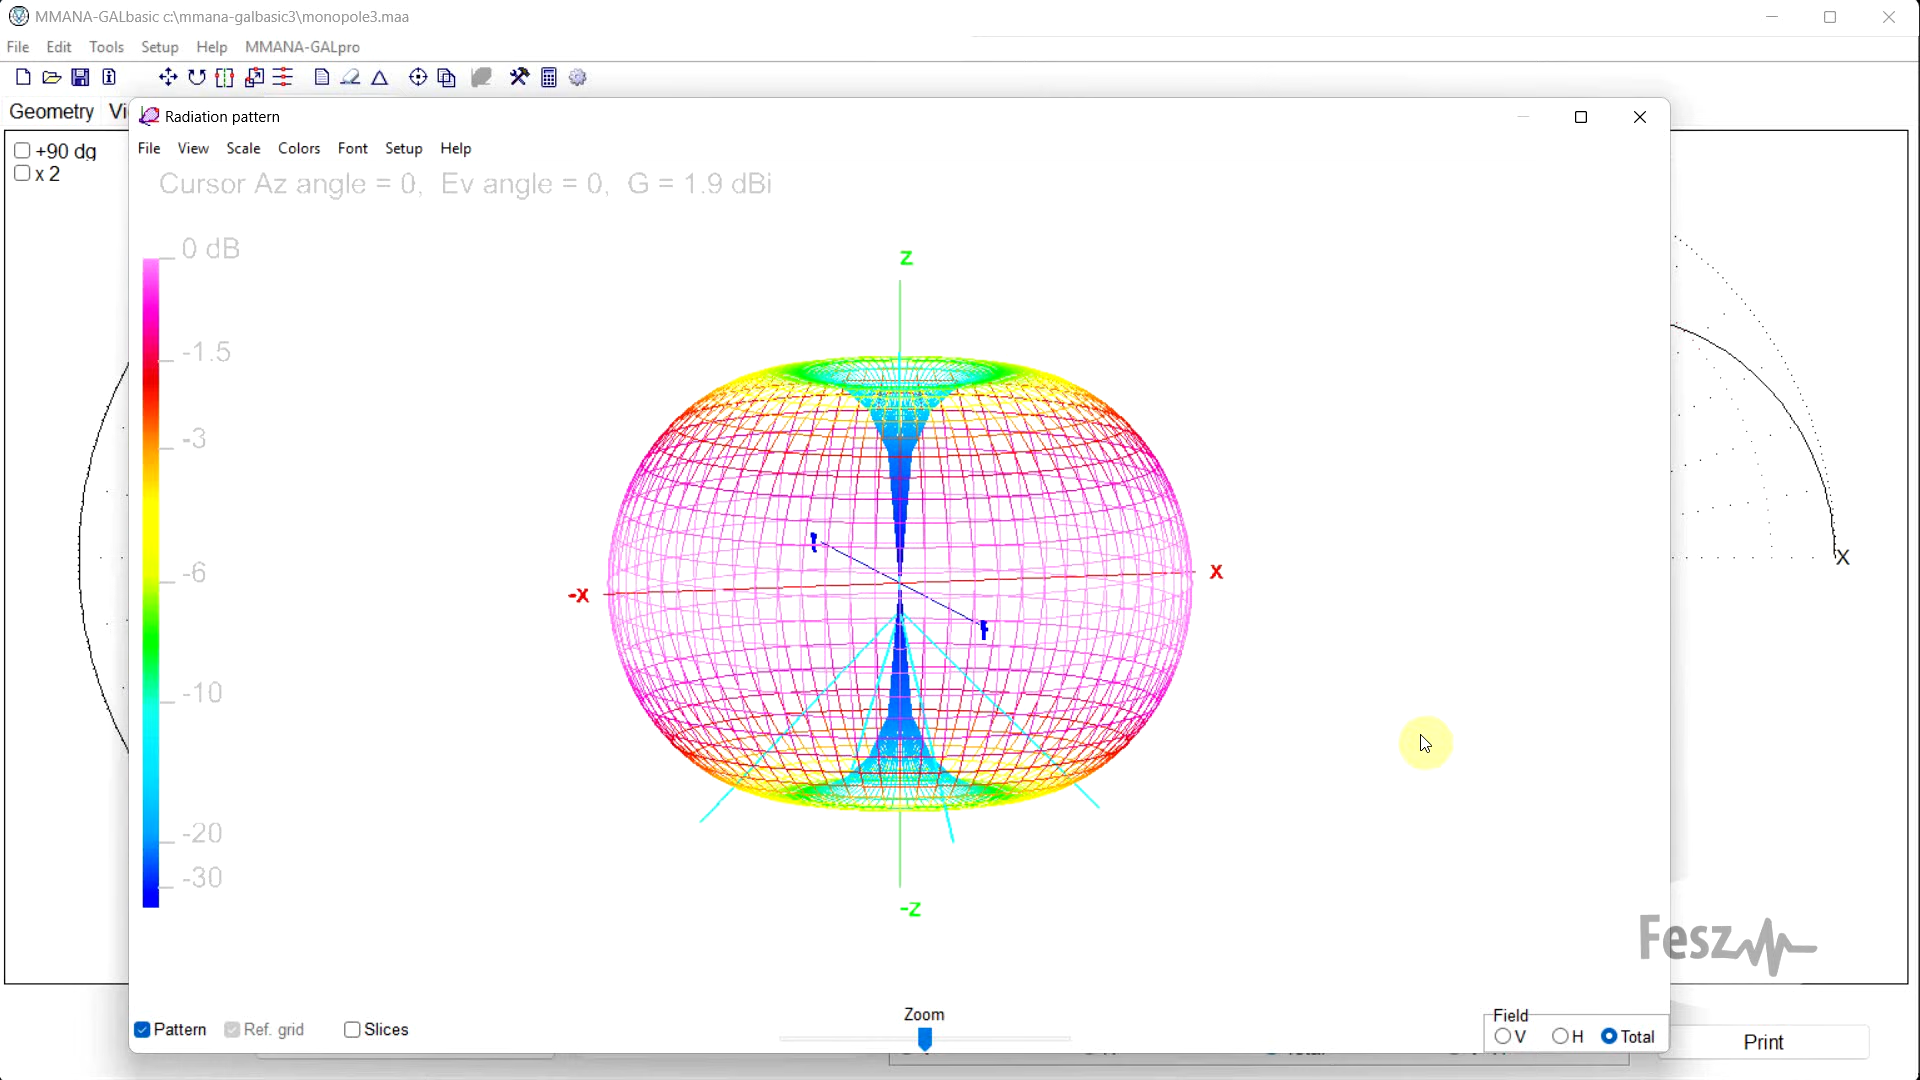 MMANA-GALbasic c:\mmana-galbasic3\monopole3.maa
File Edit Tools Setup Help MMANA-GALpro
Geometry
+90 dg
x 2
Radiation pattern
File View Scale Colors Font Setup Help
Cursor Az angle = 0, Ev angle = 0, G = 1.9 dBi
0 dB
-1.5
-3
-6
-10
-20
-30
Z
X
-X
-Z
X
Fesz
Pattern Ref. grid Slices
Zoom
Field
V H Total
Print